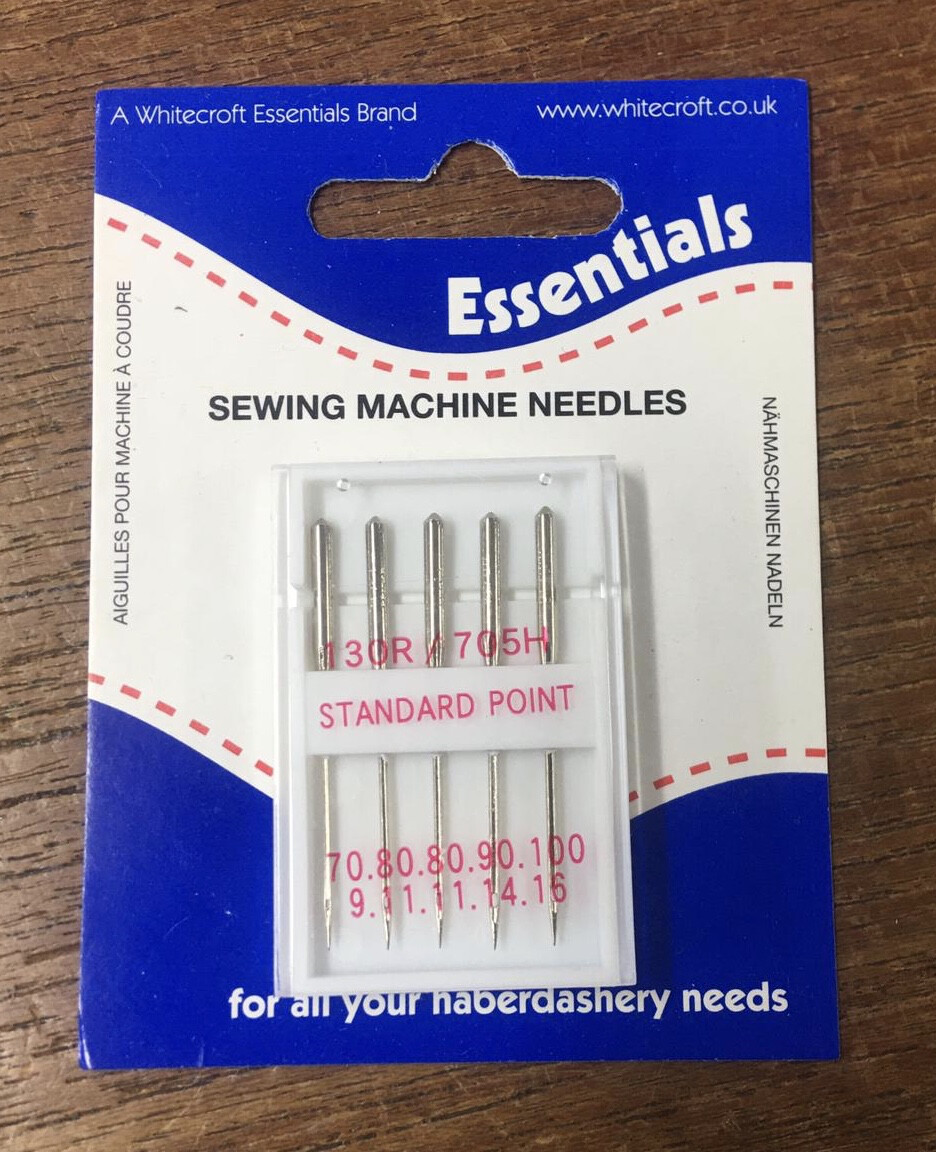 A Whitecroft Essentials Brand
www.whitecroft.co.uk
Essentials
AIGUILLES POUR MACHINE À COUDRE
SEWING MACHINE NEEDLES
NÄHMASCHINEN NADELN
130R / 705H
STANDARD POINT
70.80.80.90.100
9.11.11.14.16
for all your haberdashery needs